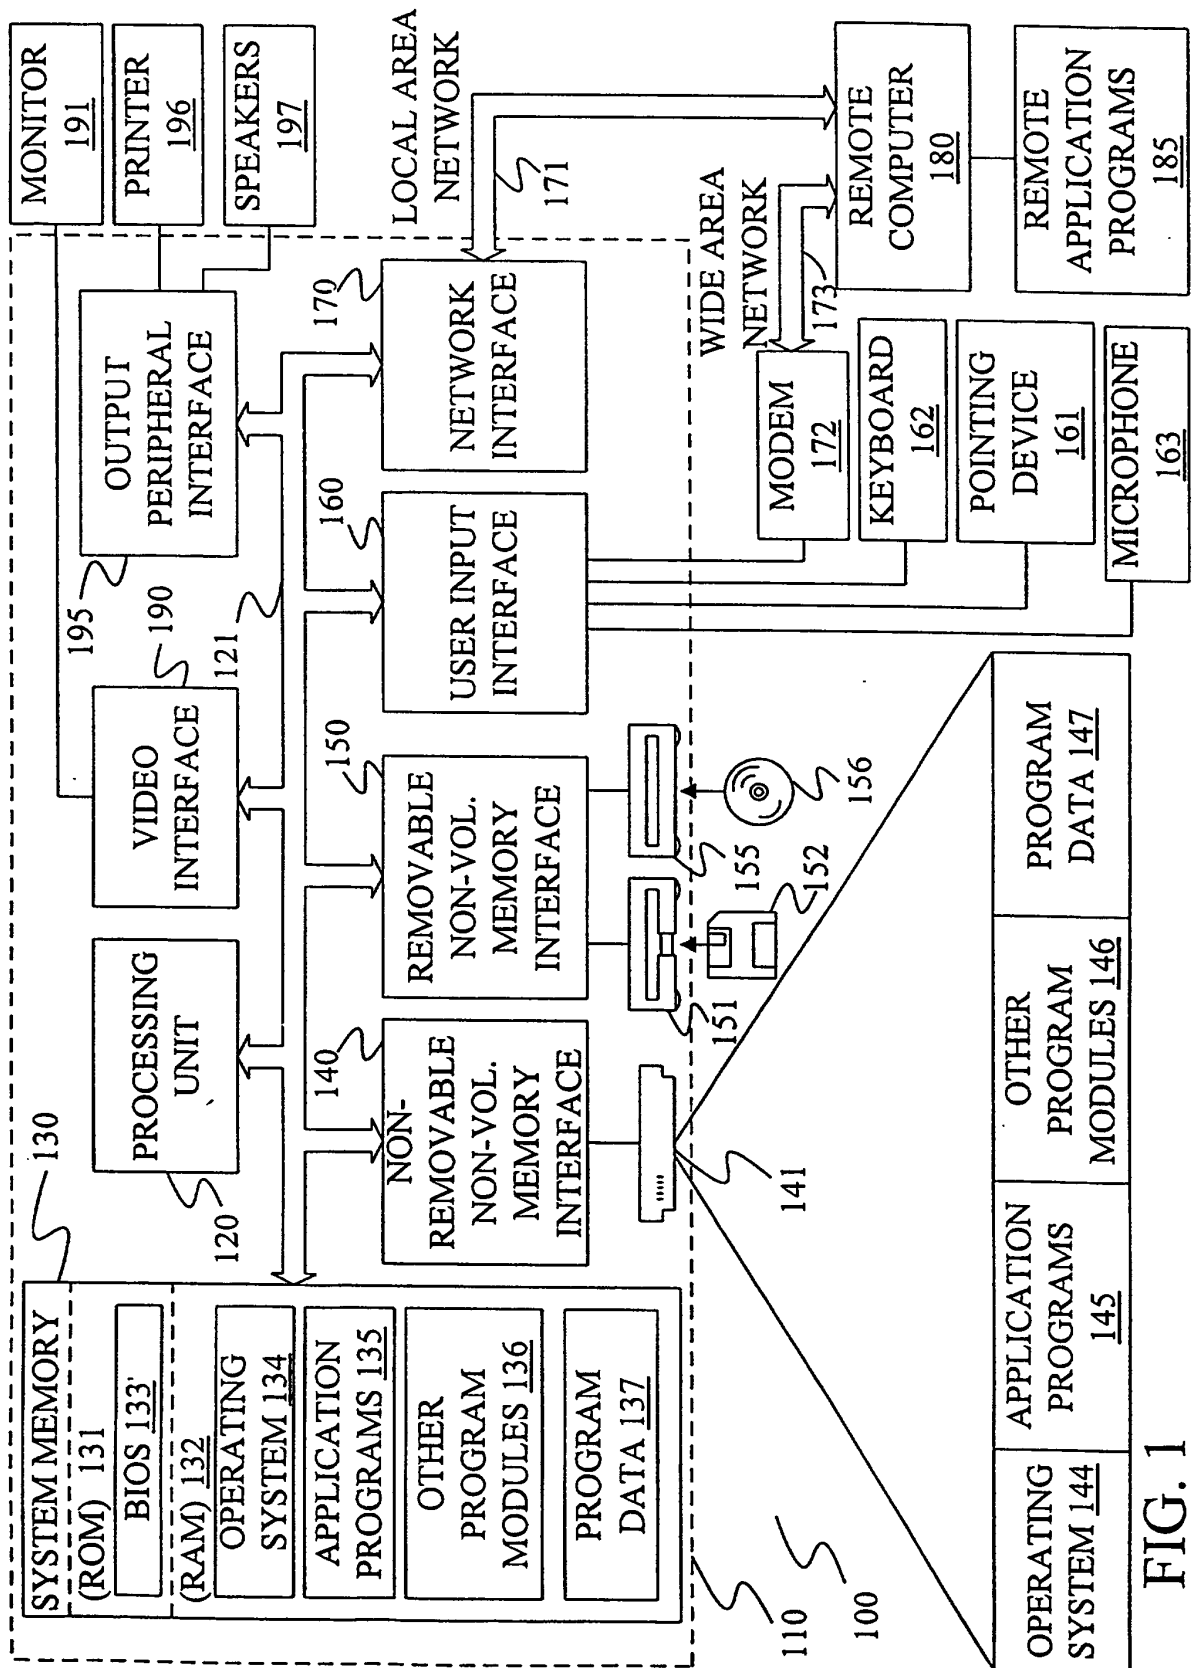 SYSTEM MEMORY
(ROM) 131
BIOS 133'
(RAM) 132
OPERATING
SYSTEM 134
APPLICATION
PROGRAMS 135
OTHER
PROGRAM
MODULES 136
PROGRAM
DATA 137
130
120
PROCESSING
UNIT
VIDEO
INTERFACE
190
195
121
OUTPUT
PERIPHERAL
INTERFACE
MONITOR
191
PRINTER
196
SPEAKERS
197
140
NON-
REMOVABLE
NON-VOL.
MEMORY
INTERFACE
150
REMOVABLE
NON-VOL.
MEMORY
INTERFACE
160
USER INPUT
INTERFACE
170
NETWORK
INTERFACE
LOCAL AREA
NETWORK
171
WIDE AREA
NETWORK
173
141
151
152
155
156
MODEM
172
KEYBOARD
162
POINTING
DEVICE
161
MICROPHONE
163
REMOTE
COMPUTER
180
REMOTE
APPLICATION
PROGRAMS
185
110
100
OPERATING
SYSTEM 144
APPLICATION
PROGRAMS
145
OTHER
PROGRAM
MODULES 146
PROGRAM
DATA 147
FIG. 1